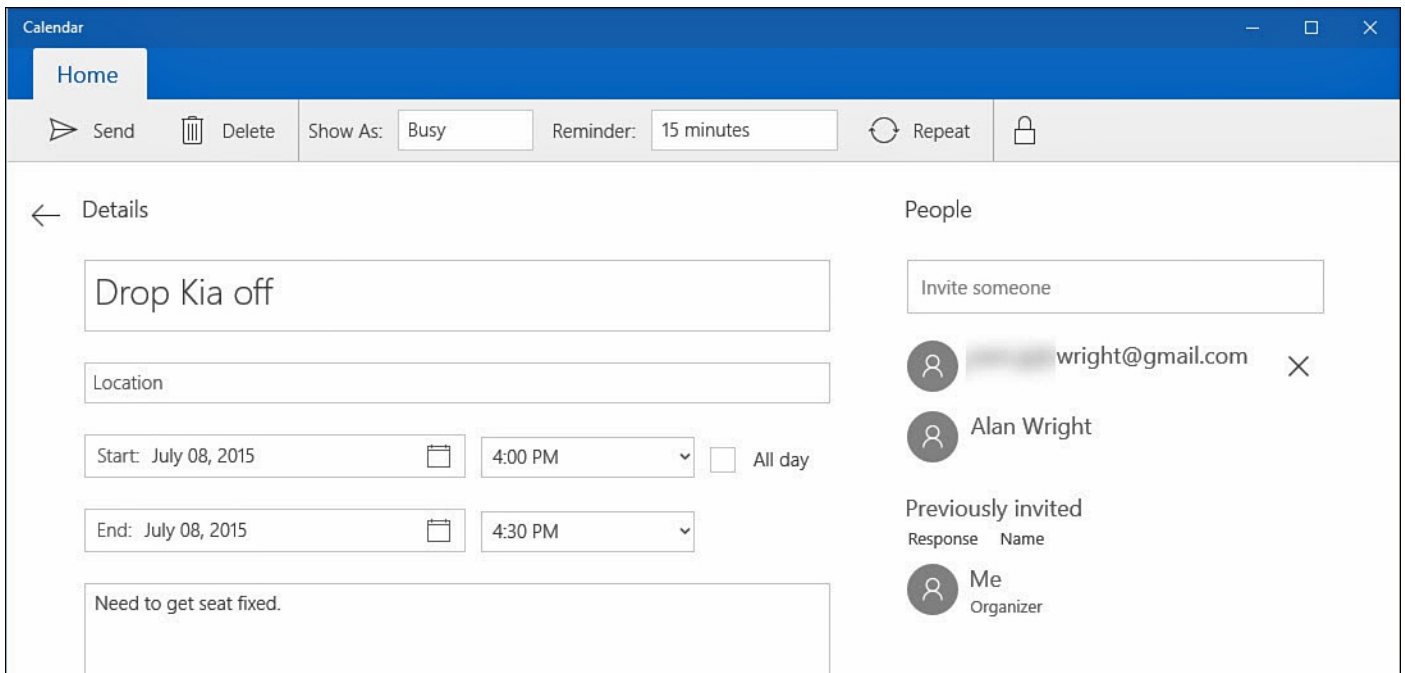 Calendar
Home
Send Delete Show As: Busy Reminder: 15 minutes Repeat
Details
Drop Kia off
Location
Start: July 08, 2015 4:00 PM All day
End: July 08, 2015 4:30 PM
Need to get seat fixed.
People
Invite someone
wright@gmail.com
Alan Wright
Previously invited
Response Name
Me
Organizer